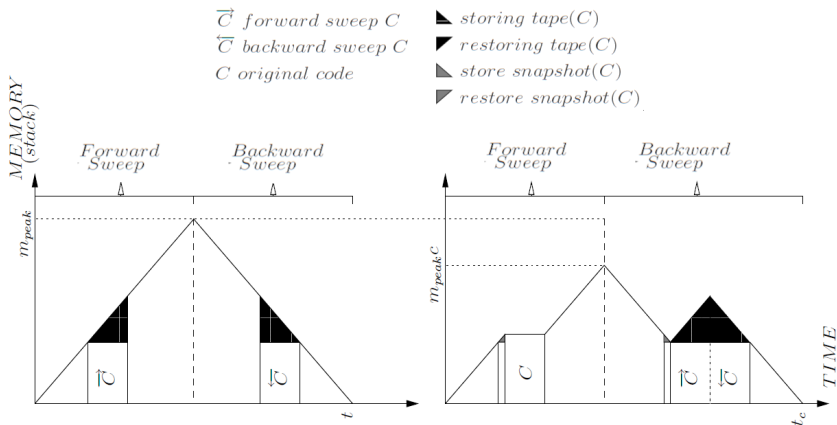 C forward sweep C
C backward sweep C
C original code
storing tape(C)
restoring tape(C)
store snapshot(C)
restore snapshot(C)
MEMORY
(stack)
Forward
Sweep
Backward
Sweep
m_peak
C
C
t
Forward
Sweep
Backward
Sweep
m_peak c
C
C
C
TIME
t_c